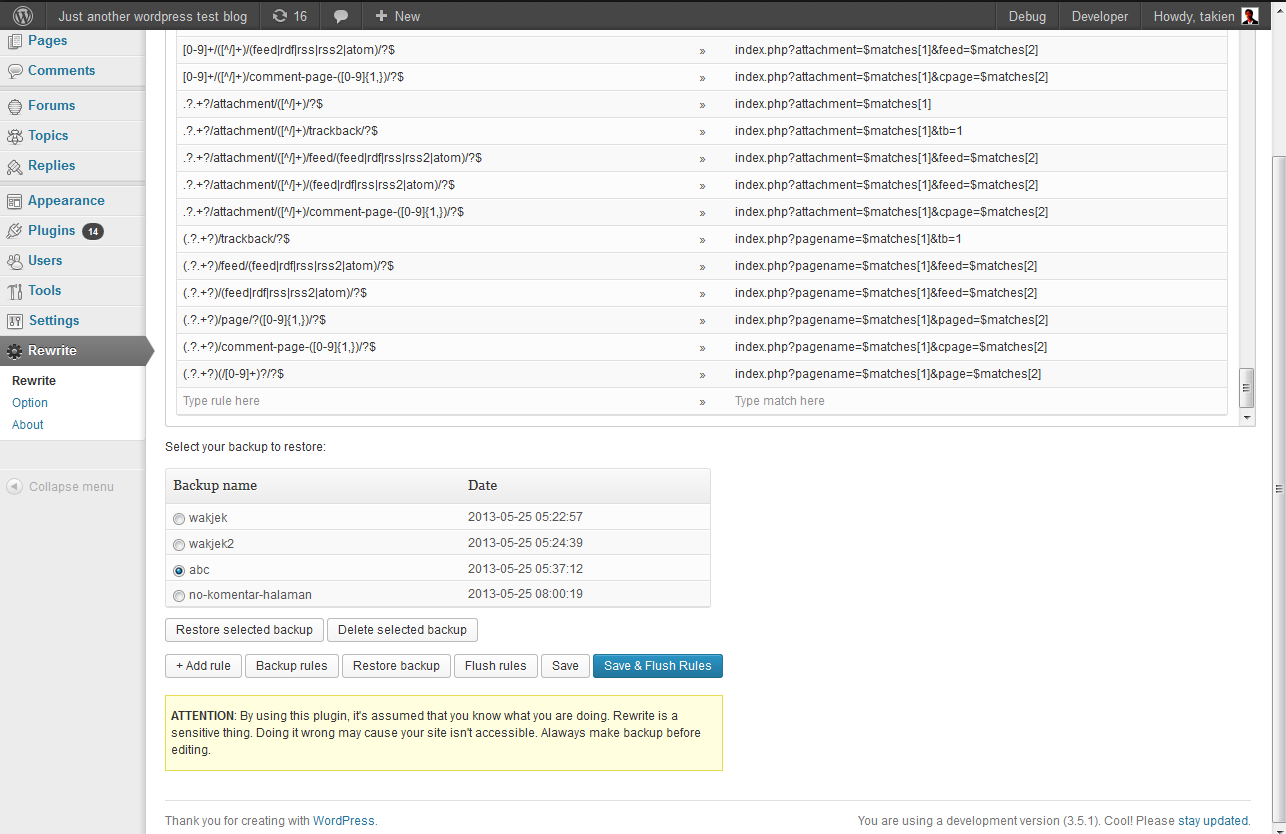 Just another wordpress test blog 16 + New Debug Developer Howdy, takien
Pages
Comments
Forums
Topics
Replies
Appearance
Plugins 14
Users
Tools
Settings
Rewrite
Rewrite
Option
About
Collapse menu
[0-9]+/([^/]+)/(feed|rdf|rss|rss2|atom)/?$ » index.php?attachment=$matches[1]&feed=$matches[2]
[0-9]+/([^/]+)/comment-page-([0-9]{1,})/?$ » index.php?attachment=$matches[1]&cpage=$matches[2]
.?.+?/attachment/([^/]+)/?$ » index.php?attachment=$matches[1]
.?.+?/attachment/([^/]+)/trackback/?$ » index.php?attachment=$matches[1]&tb=1
.?.+?/attachment/([^/]+)/feed/(feed|rdf|rss|rss2|atom)/?$ » index.php?attachment=$matches[1]&feed=$matches[2]
.?.+?/attachment/([^/]+)/(feed|rdf|rss|rss2|atom)/?$ » index.php?attachment=$matches[1]&feed=$matches[2]
.?.+?/attachment/([^/]+)/comment-page-([0-9]{1,})/?$ » index.php?attachment=$matches[1]&cpage=$matches[2]
(.?.+?)/trackback/?$ » index.php?pagename=$matches[1]&tb=1
(.?.+?)/feed/(feed|rdf|rss|rss2|atom)/?$ » index.php?pagename=$matches[1]&feed=$matches[2]
(.?.+?)/(feed|rdf|rss|rss2|atom)/?$ » index.php?pagename=$matches[1]&feed=$matches[2]
(.?.+?)/page/?([0-9]{1,})/?$ » index.php?pagename=$matches[1]&paged=$matches[2]
(.?.+?)/comment-page-([0-9]{1,})/?$ » index.php?pagename=$matches[1]&cpage=$matches[2]
(.?.+?)(/[0-9]+)?/?$ » index.php?pagename=$matches[1]&page=$matches[2]
Type rule here » Type match here
Select your backup to restore:
Backup name Date
wakjek 2013-05-25 05:22:57
wakjek2 2013-05-25 05:24:39
abc 2013-05-25 05:37:12
no-komentar-halaman 2013-05-25 08:00:19
Restore selected backup Delete selected backup
+ Add rule Backup rules Restore backup Flush rules Save Save & Flush Rules
ATTENTION: By using this plugin, it's assumed that you know what you are doing. Rewrite is a
sensitive thing. Doing it wrong may cause your site isn't accessible. Alaways make backup before
editing.
Thank you for creating with WordPress. You are using a development version (3.5.1). Cool! Please stay updated.